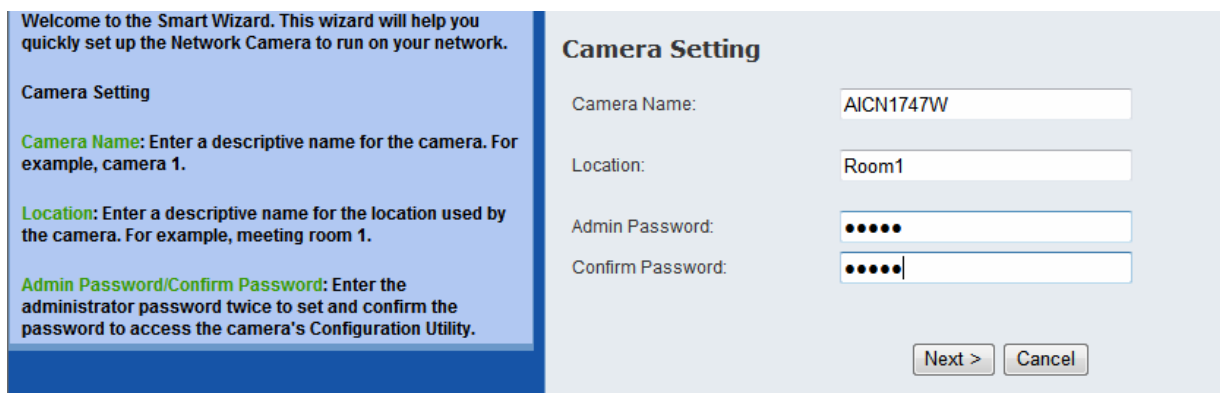 Welcome to the Smart Wizard. This wizard will help you
quickly set up the Network Camera to run on your network.
Camera Setting
Camera Name: Enter a descriptive name for the camera. For
example, camera 1.
Location: Enter a descriptive name for the location used by
the camera. For example, meeting room 1.
Admin Password/Confirm Password: Enter the
administrator password twice to set and confirm the
password to access the camera's Configuration Utility.
Camera Setting
Camera Name: AICN1747W
Location: Room1
Admin Password: •••••
Confirm Password: •••••
Next > Cancel